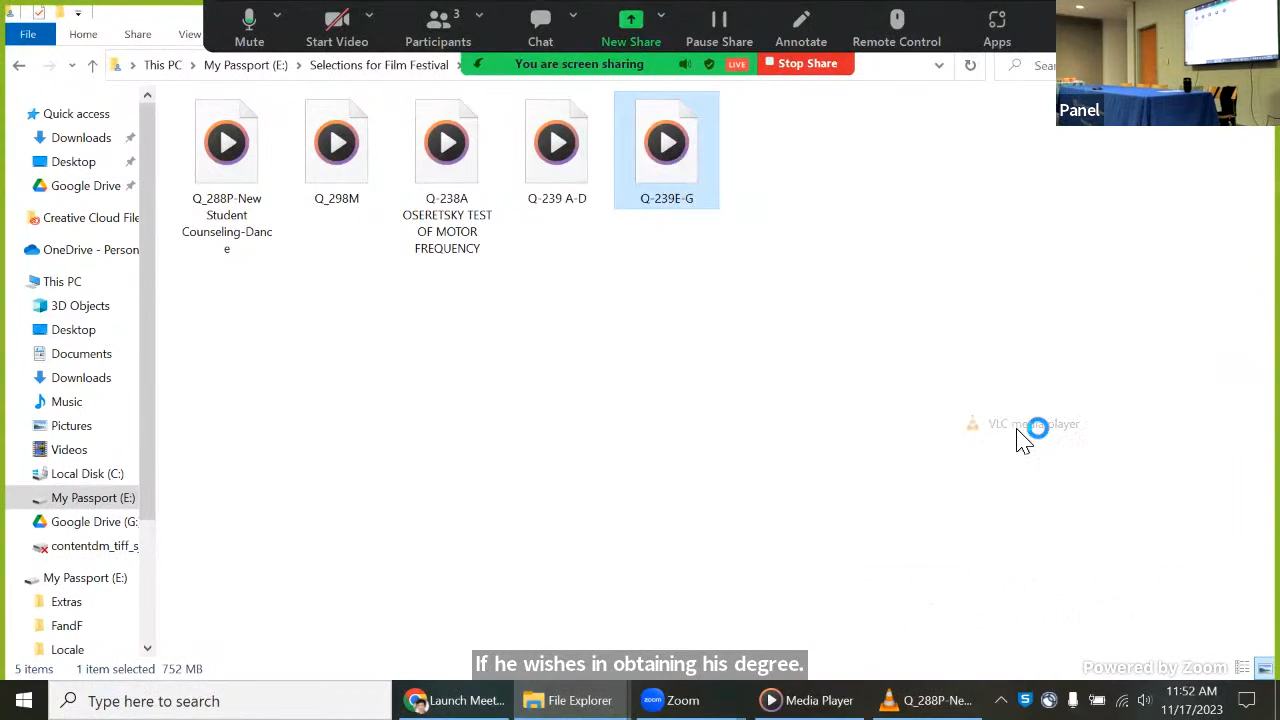 Mute
Start Video
3
Participants
Chat
New Share
Pause Share
Annotate
Remote Control
Apps
File
Home
Share
View
You are screen sharing
LIVE
Stop Share
This PC > My Passport (E:) > Selections for Film Festival
Panel
Quick access
Downloads
Desktop
Google Drive
Creative Cloud File
OneDrive - Person
This PC
3D Objects
Desktop
Documents
Downloads
Music
Pictures
Videos
Local Disk (C:)
My Passport (E:)
Google Drive (G:
contentdm_tiff_s
My Passport (E:)
Extras
FandF
Locale
Q_288P-New
Student
Counseling-Danc
e
Q_298M
Q-238A
OSERETSKY TEST
OF MOTOR
FREQUENCY
Q-239 A-D
Q-239E-G
VLC media player
If he wishes in obtaining his degree.
5 items
1 item selected 752 MB
Powered by Zoom
Type here to search
Launch Meet...
File Explorer
zoom
Zoom
Media Player
Q_288P-Ne...
11:52 AM
11/17/2023